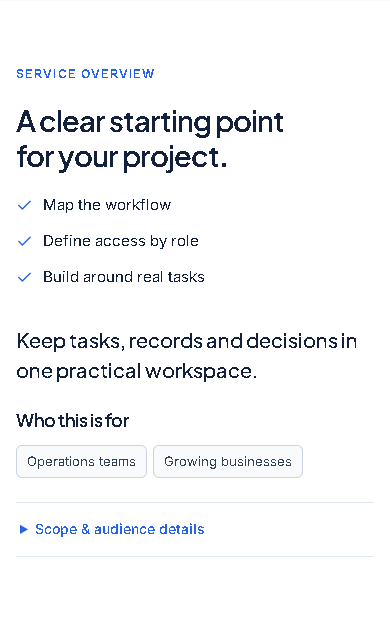 SERVICE OVERVIEW
A clear starting point
for your project.
Map the workflow
Define access by role
Build around real tasks
Keep tasks, records and decisions in
one practical workspace.
Who this is for
Operations teams
Growing businesses
Scope & audience details